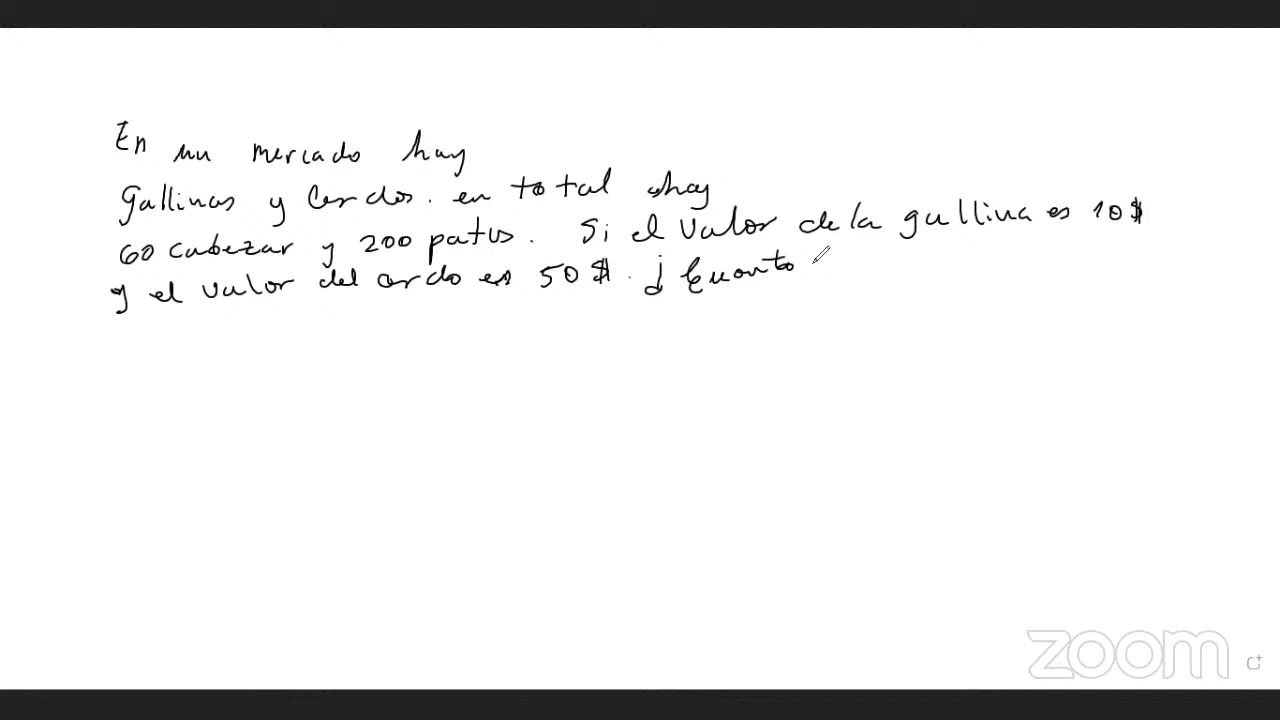 En un mercado hay
gallinas y cerdos. en total hay
60 cabezas y 200 patas. Si el valor de la gallina es 10$
y el valor del cerdo es 50$. ¿ Cuanto
zoom